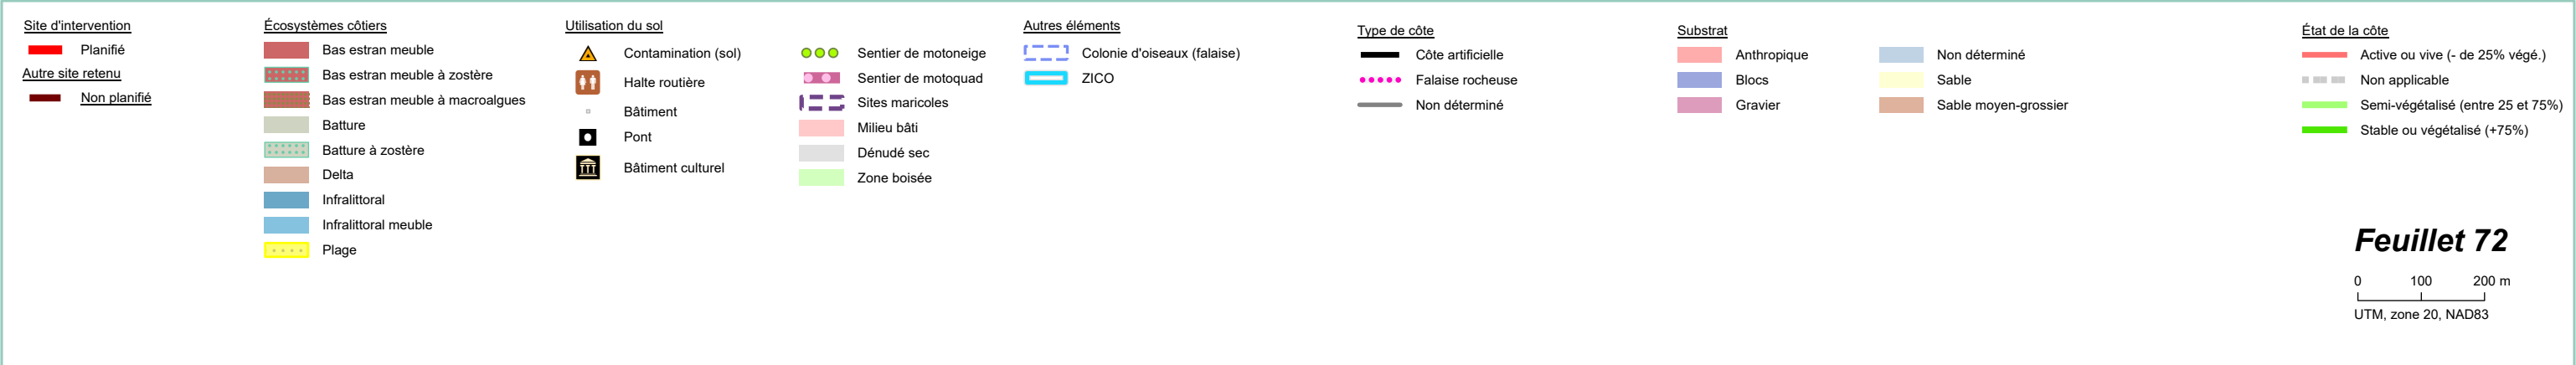 Site d'intervention
Planifié
Autre site retenu
Non planifié
Écosystèmes côtiers
Bas estran meuble
Bas estran meuble à zostère
Bas estran meuble à macroalgues
Batture
Batture à zostère
Delta
Infralittoral
Infralittoral meuble
Plage
Utilisation du sol
Contamination (sol)
Halte routière
Bâtiment
Pont
Bâtiment culturel
Sentier de motoneige
Sentier de motoquad
Sites maricoles
Milieu bâti
Dénudé sec
Zone boisée
Autres éléments
Colonie d'oiseaux (falaise)
ZICO
Type de côte
Côte artificielle
Falaise rocheuse
Non déterminé
Substrat
Anthropique
Blocs
Gravier
Non déterminé
Sable
Sable moyen-grossier
État de la côte
Active ou vive (- de 25% végé.)
Non applicable
Semi-végétalisé (entre 25 et 75%)
Stable ou végétalisé (+75%)
Feuillet 72
0 100 200 m
UTM, zone 20, NAD83